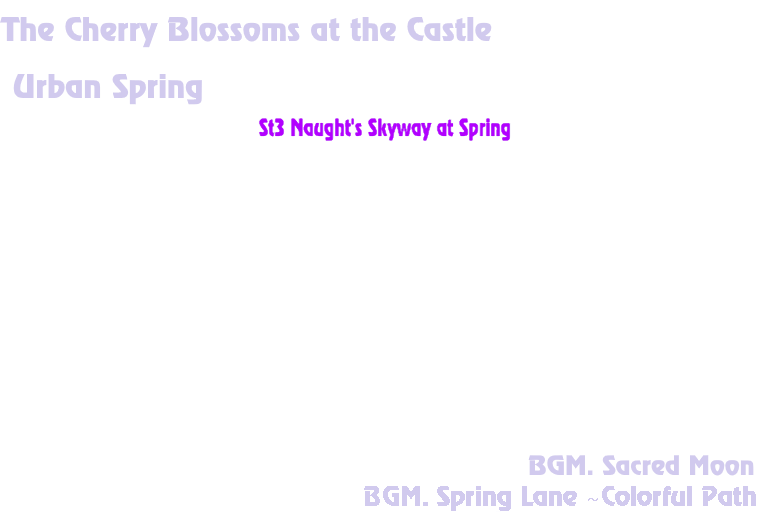 The Cherry Blossoms at the Castle
Urban Spring
St3 Naught's Skyway at Spring
BGM. Sacred Moon
BGM. Spring Lane ~Colorful Path